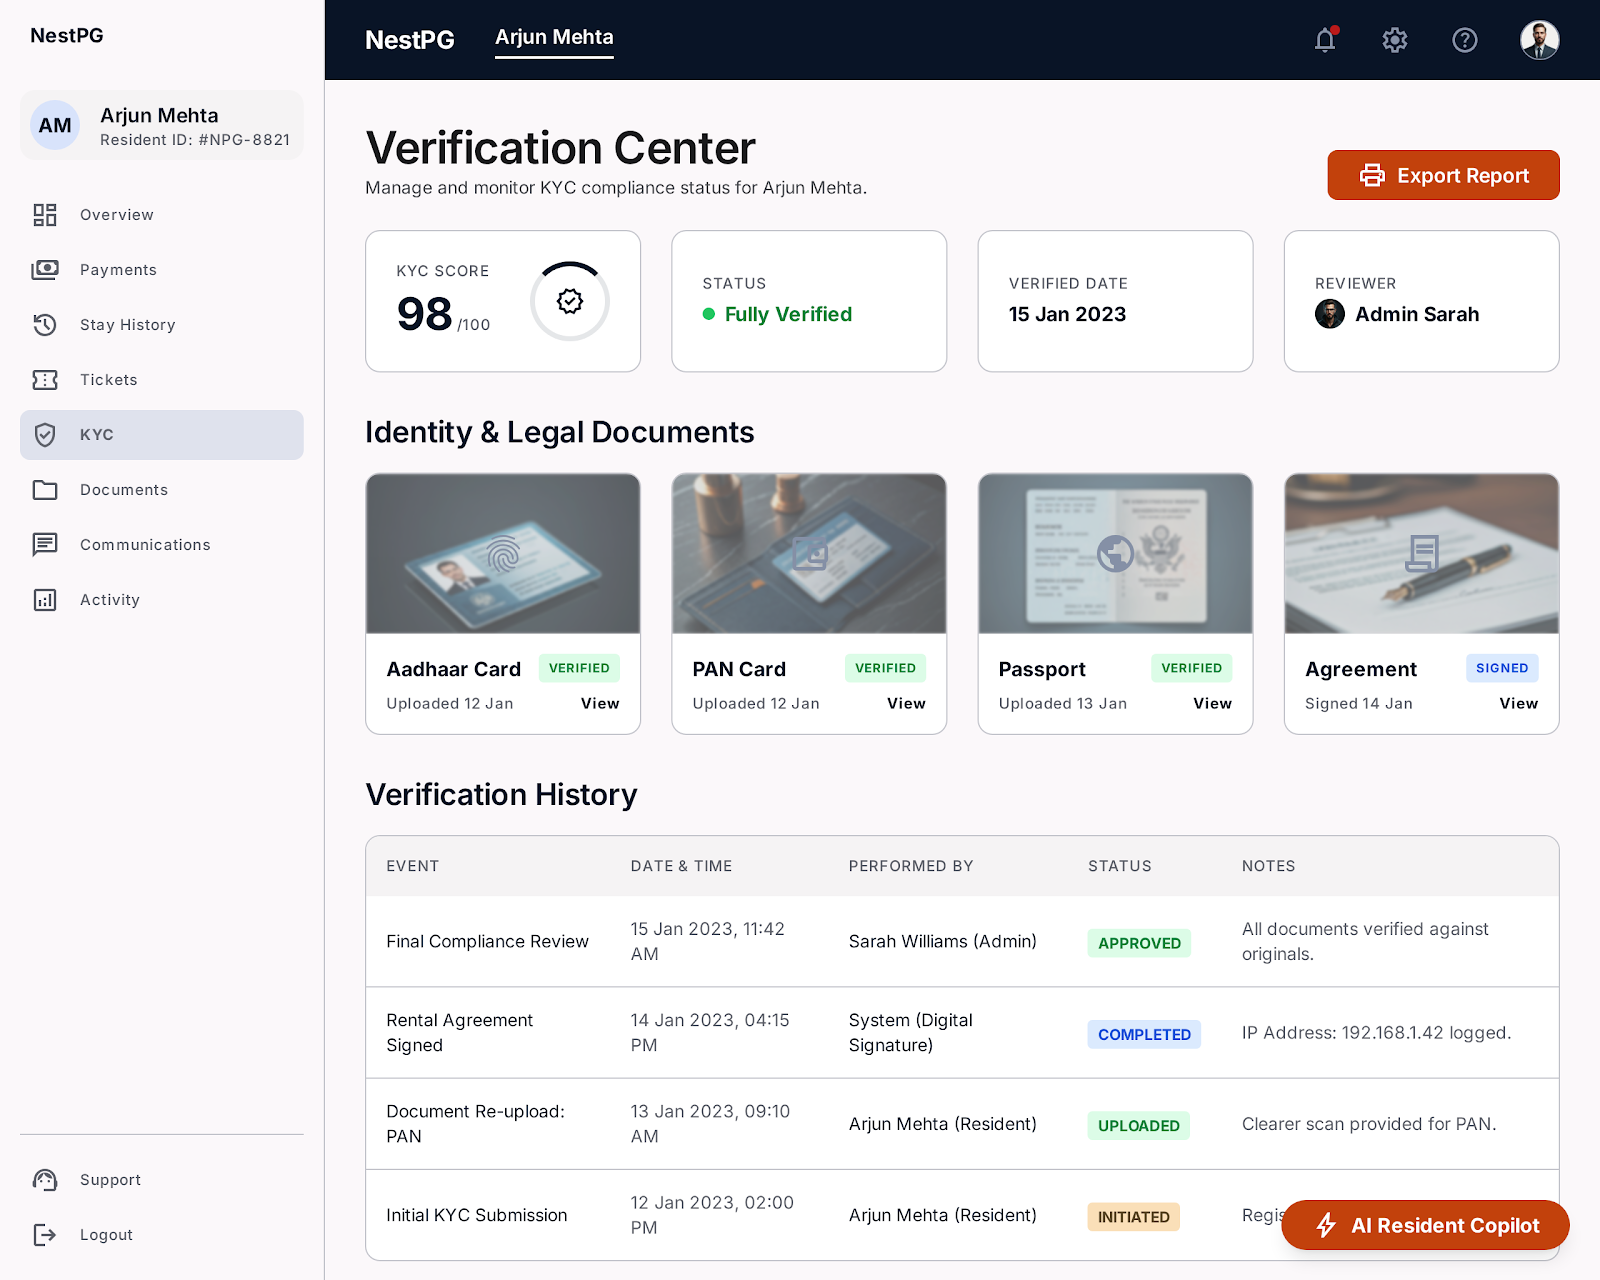 NestPG
AM
Arjun Mehta
Resident ID: #NPG-8821
Overview
Payments
Stay History
Tickets
KYC
Documents
Communications
Activity
Support
Logout
NestPG
Arjun Mehta
Verification Center
Manage and monitor KYC compliance status for Arjun Mehta.
Export Report
KYC SCORE
98 /100
STATUS
Fully Verified
VERIFIED DATE
15 Jan 2023
REVIEWER
Admin Sarah
Identity & Legal Documents
Aadhaar Card VERIFIED
Uploaded 12 Jan View
PAN Card VERIFIED
Uploaded 12 Jan View
Passport VERIFIED
Uploaded 13 Jan View
Agreement SIGNED
Signed 14 Jan View
Verification History
EVENT DATE & TIME PERFORMED BY STATUS NOTES
Final Compliance Review
15 Jan 2023, 11:42
AM
Sarah Williams (Admin)
APPROVED
All documents verified against
originals.
Rental Agreement
Signed
14 Jan 2023, 04:15
PM
System (Digital
Signature)
COMPLETED
IP Address: 192.168.1.42 logged.
Document Re-upload:
PAN
13 Jan 2023, 09:10
AM
Arjun Mehta (Resident)
UPLOADED
Clearer scan provided for PAN.
Initial KYC Submission
12 Jan 2023, 02:00
PM
Arjun Mehta (Resident)
INITIATED
AI Resident Copilot